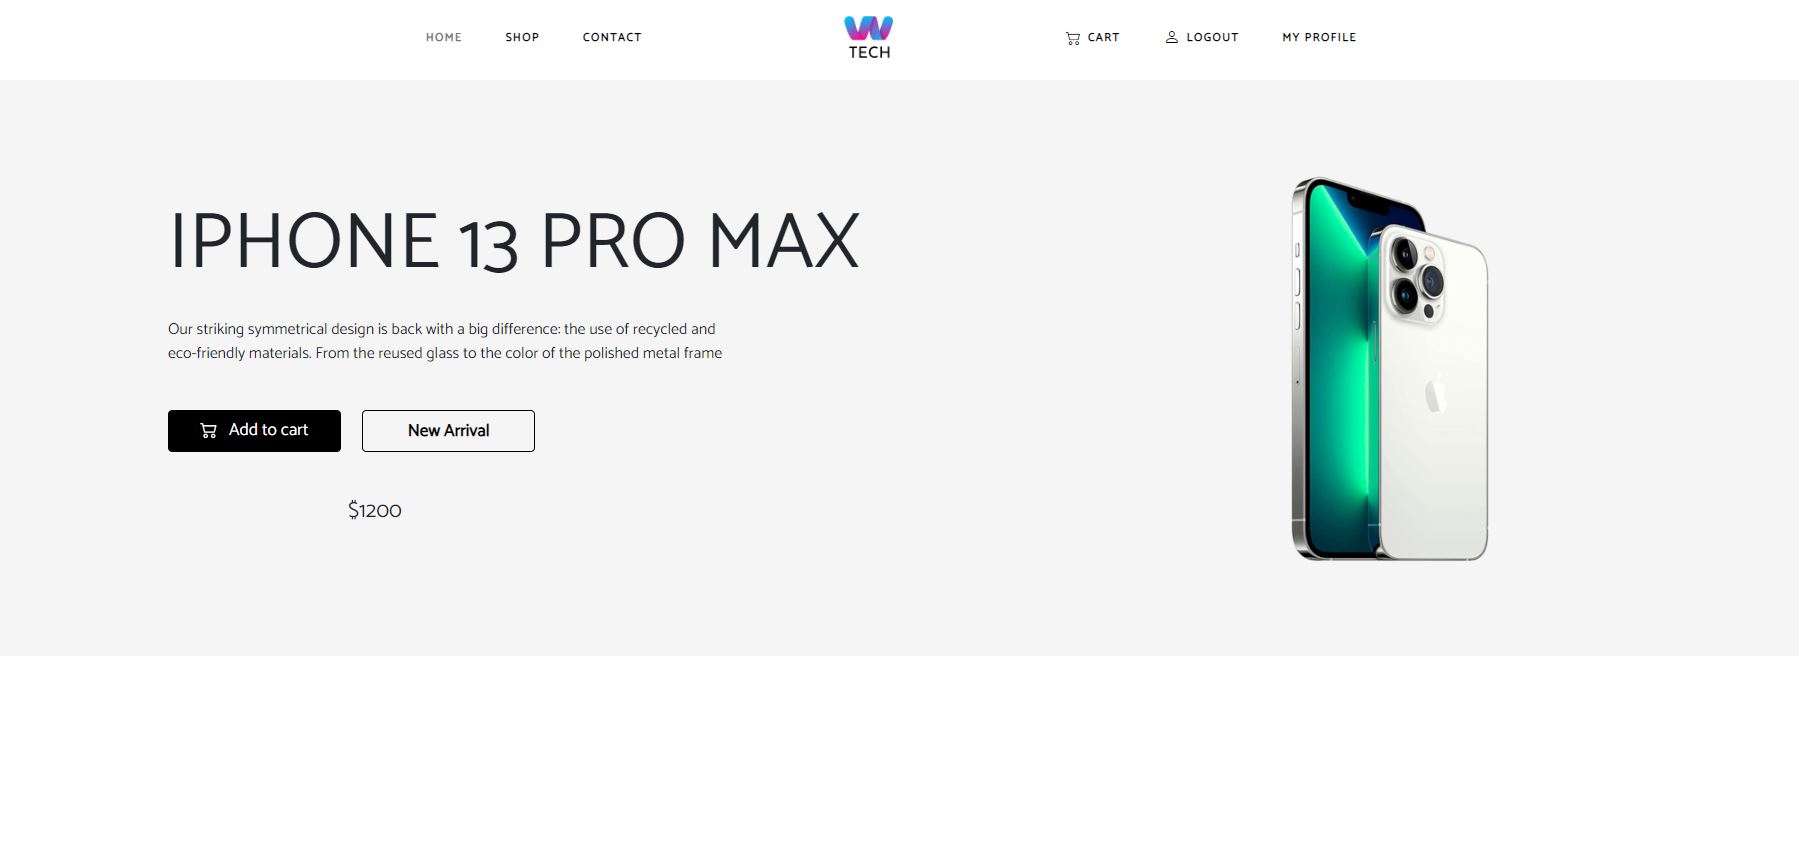 HOME
SHOP
CONTACT
TECH
CART
LOGOUT
MY PROFILE
IPHONE 13 PRO MAX
Our striking symmetrical design is back with a big difference: the use of recycled and
eco-friendly materials. From the reused glass to the color of the polished metal frame
Add to cart
New Arrival
$1200